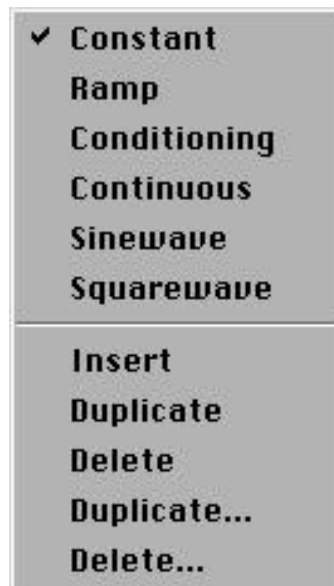 ✓ Constant
Ramp
Conditioning
Continuous
Sinewave
Squarewave
Insert
Duplicate
Delete
Duplicate...
Delete...